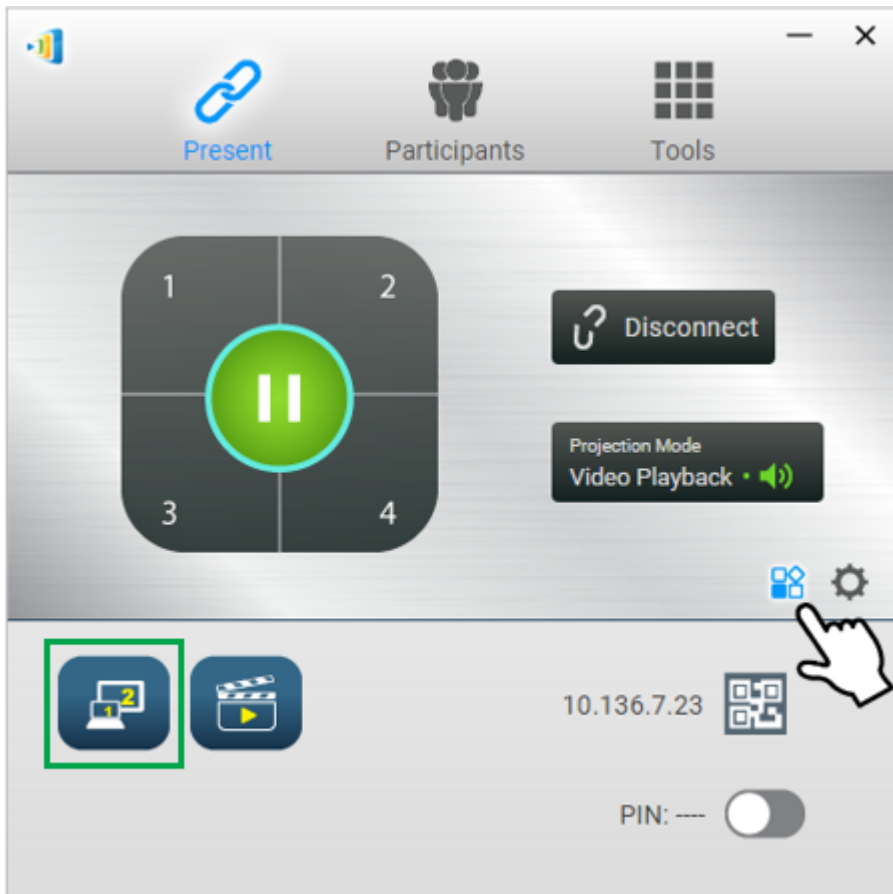 Present Participants Tools
1 2
Disconnect
Projection Mode
Video Playback
3 4
1 2
10.136.7.23
PIN: ----